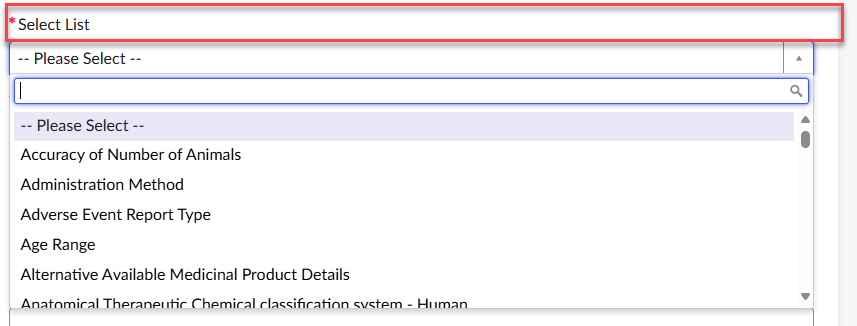 * Select List
-- Please Select --
-- Please Select --
Accuracy of Number of Animals
Administration Method
Adverse Event Report Type
Age Range
Alternative Available Medicinal Product Details
Anatomical Therapeutic Chemical classification system - Human